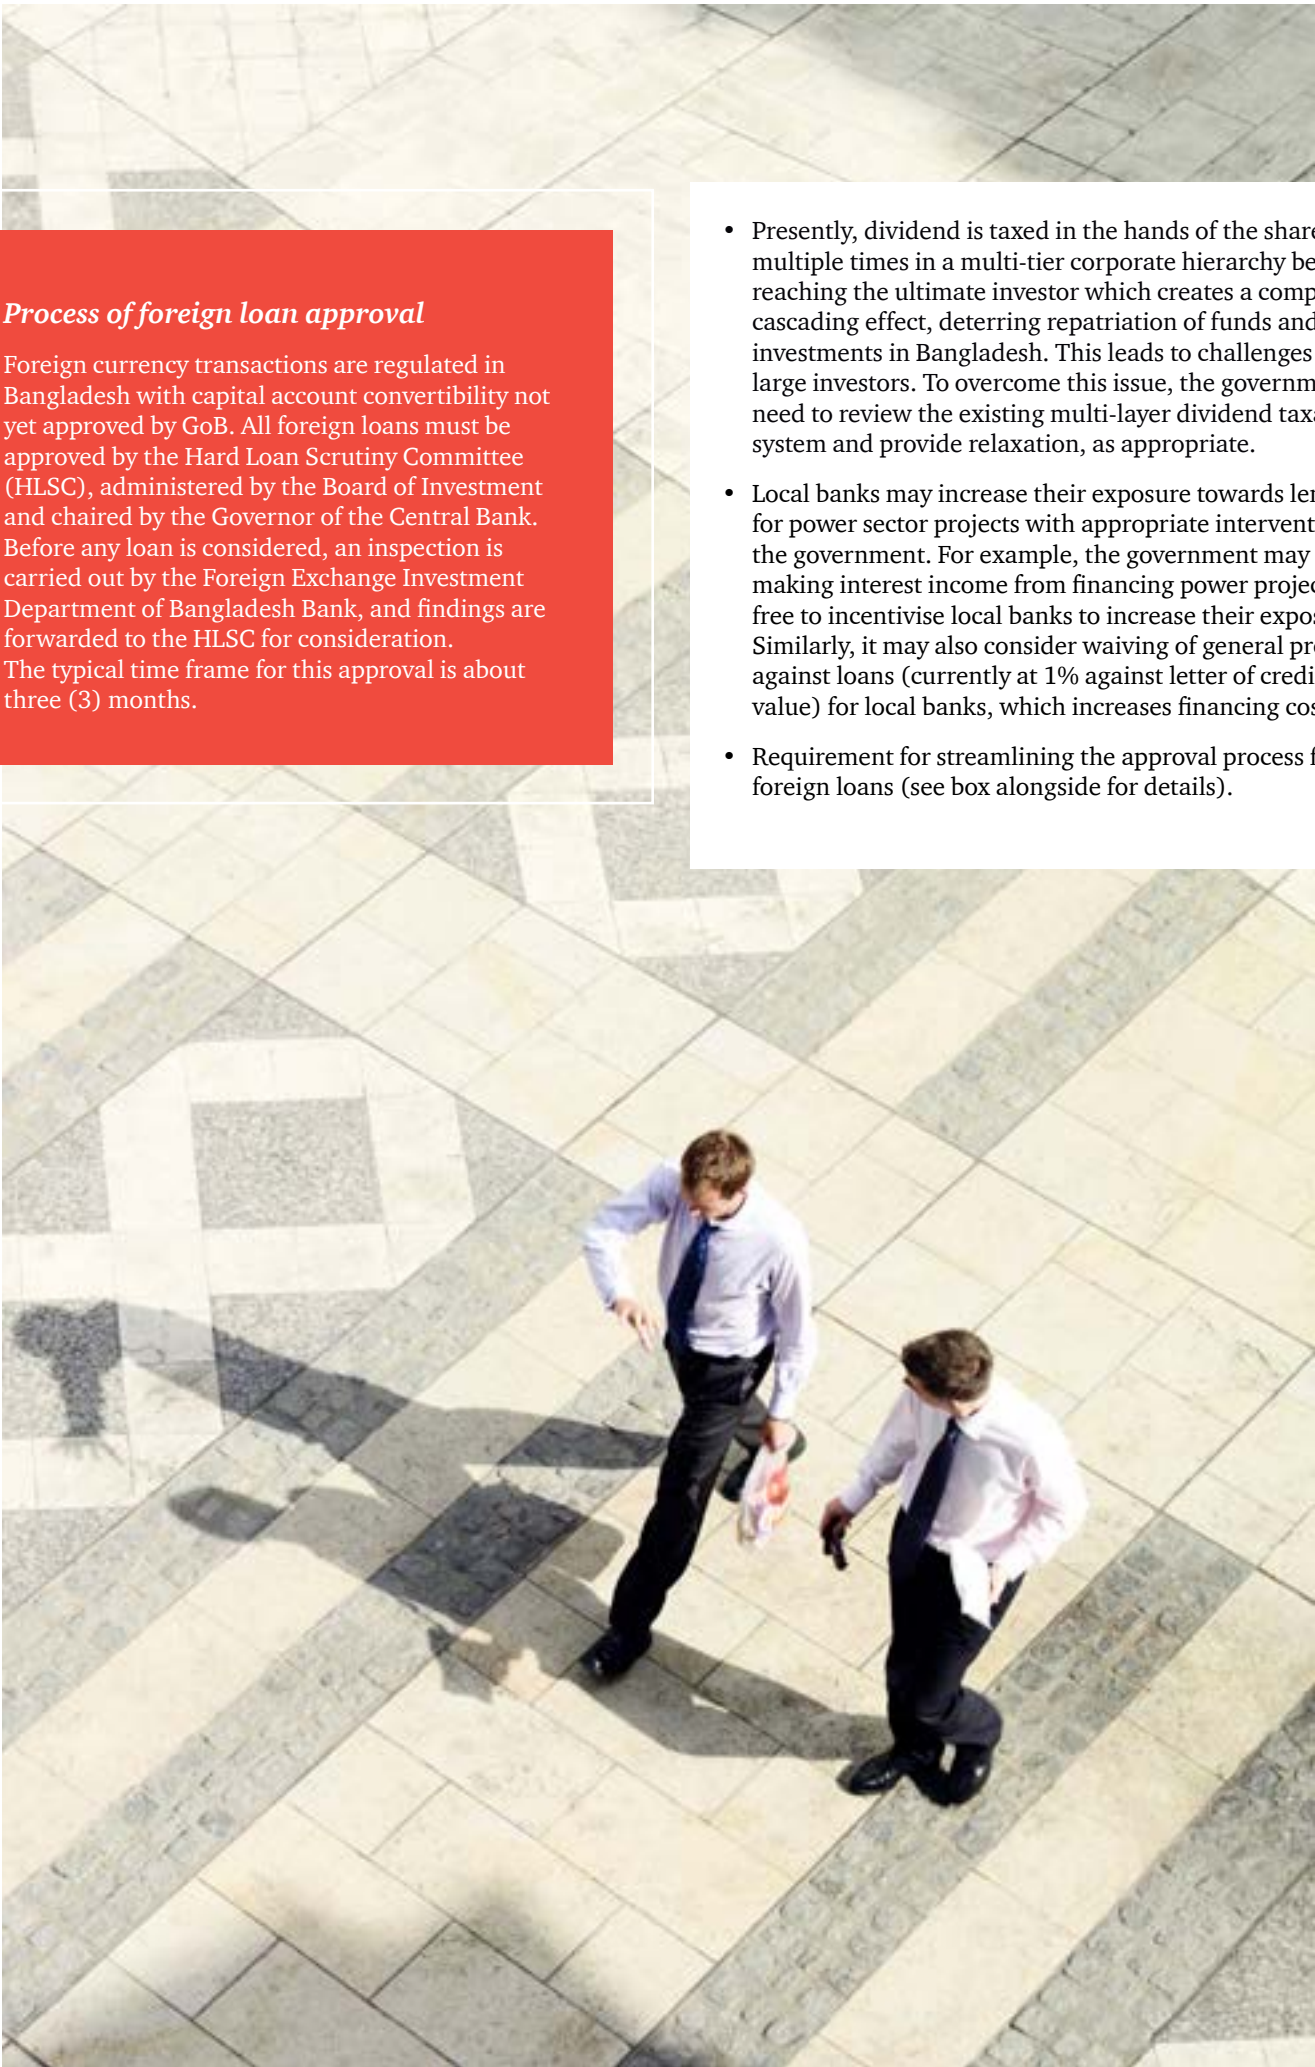 Process of foreign loan approval
Foreign currency transactions are regulated in
Bangladesh with capital account convertibility not
yet approved by GoB. All foreign loans must be
approved by the Hard Loan Scrutiny Committee
(HLSC), administered by the Board of Investment
and chaired by the Governor of the Central Bank.
Before any loan is considered, an inspection is
carried out by the Foreign Exchange Investment
Department of Bangladesh Bank, and findings are
forwarded to the HLSC for consideration.
The typical time frame for this approval is about
three (3) months.
• Presently, dividend is taxed in the hands of the
multiple times in a multi-tier corporate hierarchy
reaching the ultimate investor which creates a
cascading effect, deterring repatriation of funds and
investments in Bangladesh. This leads to challenges
large investors. To overcome this issue, the
need to review the existing multi-layer dividend
system and provide relaxation, as appropriate.
• Local banks may increase their exposure towards
for power sector projects with appropriate
the government. For example, the government may
making interest income from financing power
free to incentivise local banks to increase their
Similarly, it may also consider waiving of general
against loans (currently at 1% against letter of
value) for local banks, which increases financing
• Requirement for streamlining the approval process
foreign loans (see box alongside for details).